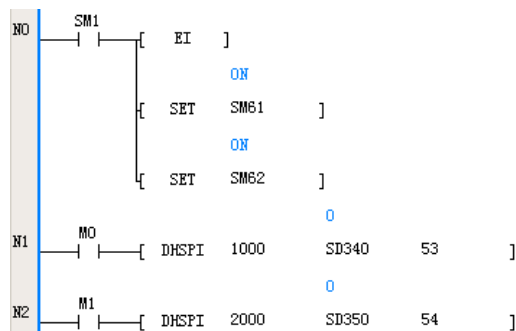 SM1
N0 [ EI ]
ON
[ SET SM61 ]
ON
[ SET SM62 ]
0
M0
N1 [ DHSPI 1000 SD340 53 ]
0
M1
N2 [ DHSPI 2000 SD350 54 ]